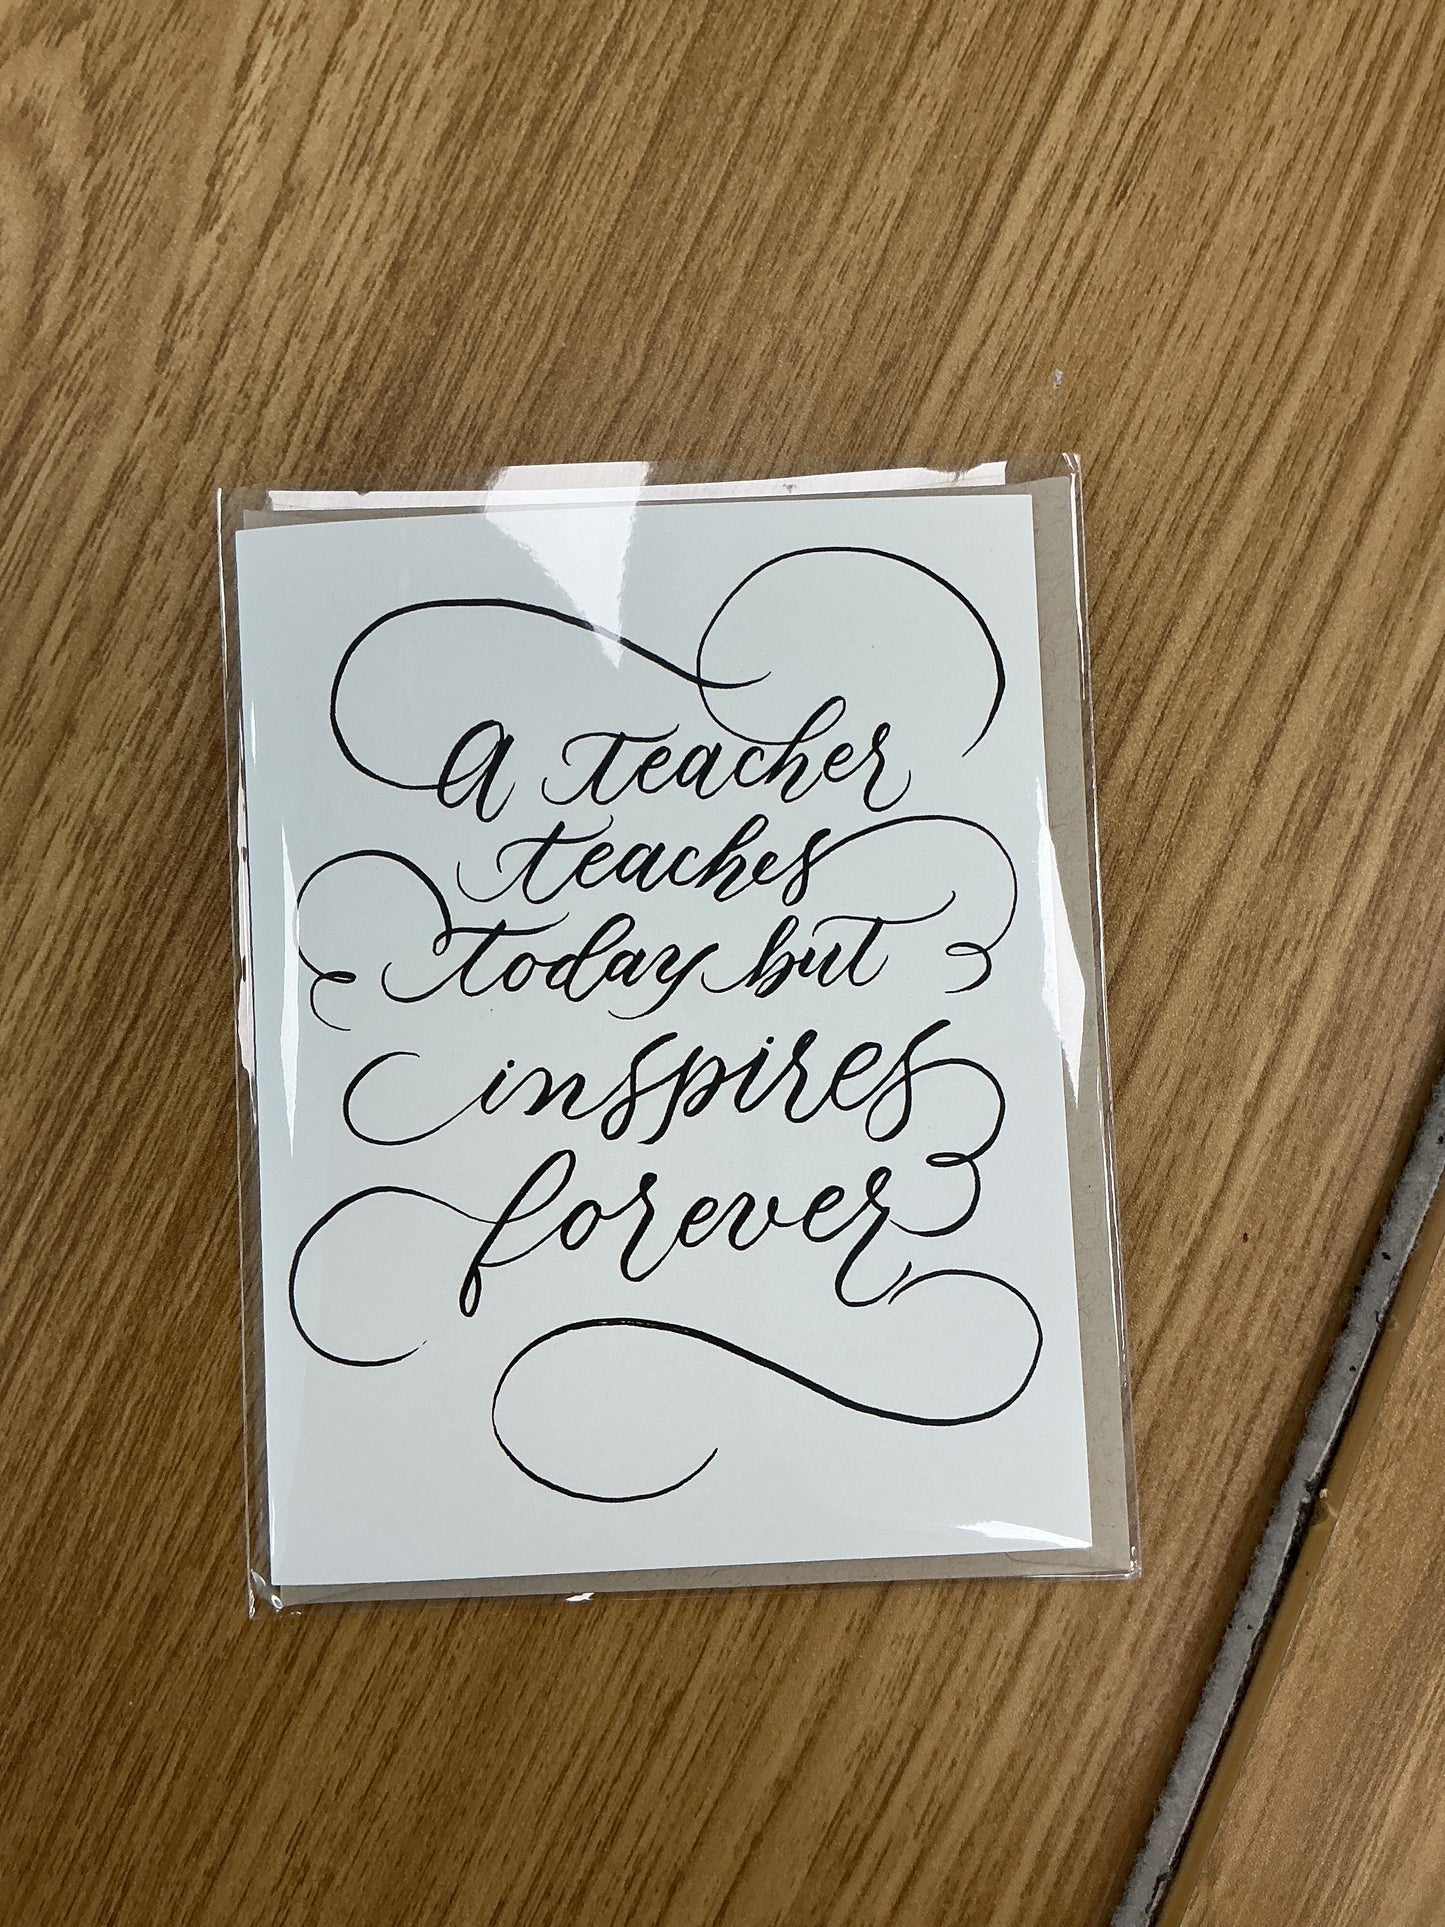 A teacher
teaches
today but
inspires
forever